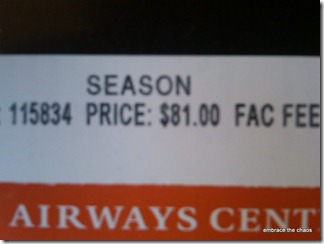 SEASON
: 115834 PRICE: $81.00 FAC FEE
AIRWAYS CENT
embrace the chaos